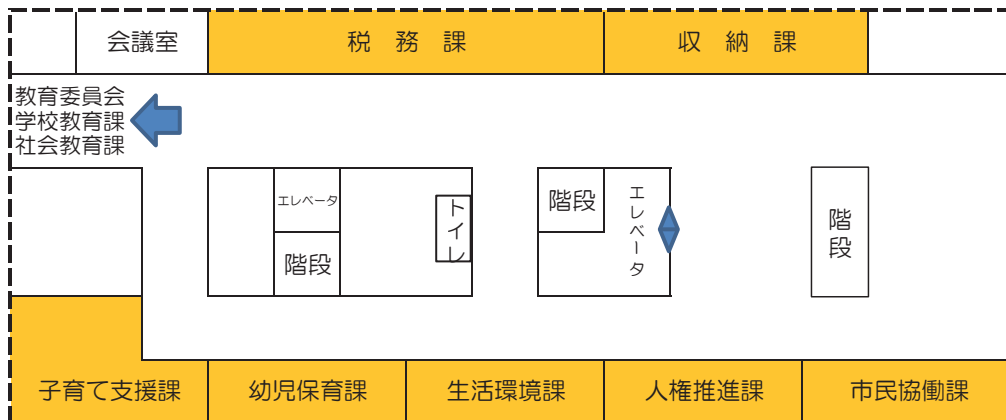 会議室
税務課
収納課
教育委員会
学校教育課
社会教育課
エレベータ
階段
トイレ
階段
エレベータ
階段
子育て支援課
幼児保育課
生活環境課
人権推進課
市民協働課